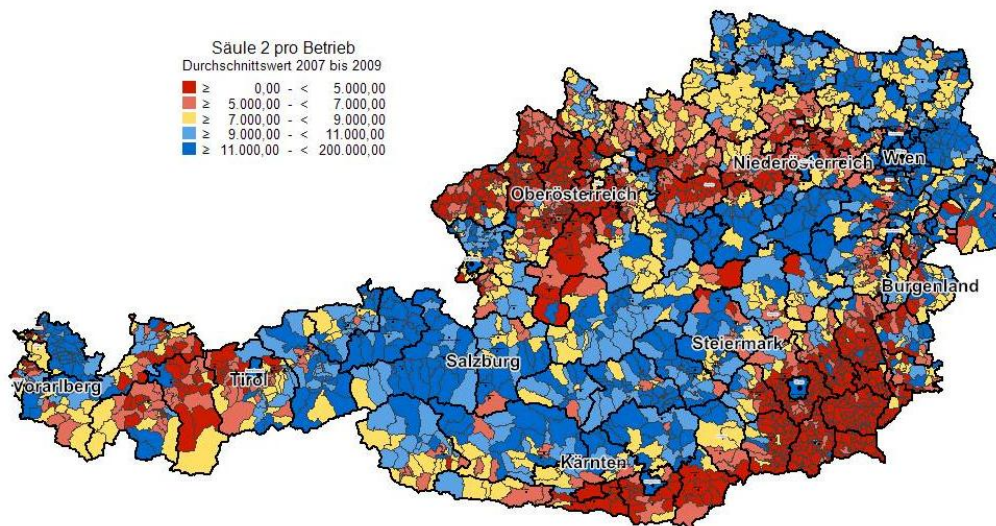 Säule 2 pro Betrieb
Durchschnittswert 2007 bis 2009
≥ 0,00 - < 5.000,00
≥ 5.000,00 - < 7.000,00
≥ 7.000,00 - < 9.000,00
≥ 9.000,00 - < 11.000,00
≥ 11.000,00 - < 200.000,00
Niederösterreich
Wien
Oberösterreich
Burgenland
Steiermark
Salzburg
Tirol
Vorarlberg
Kärnten